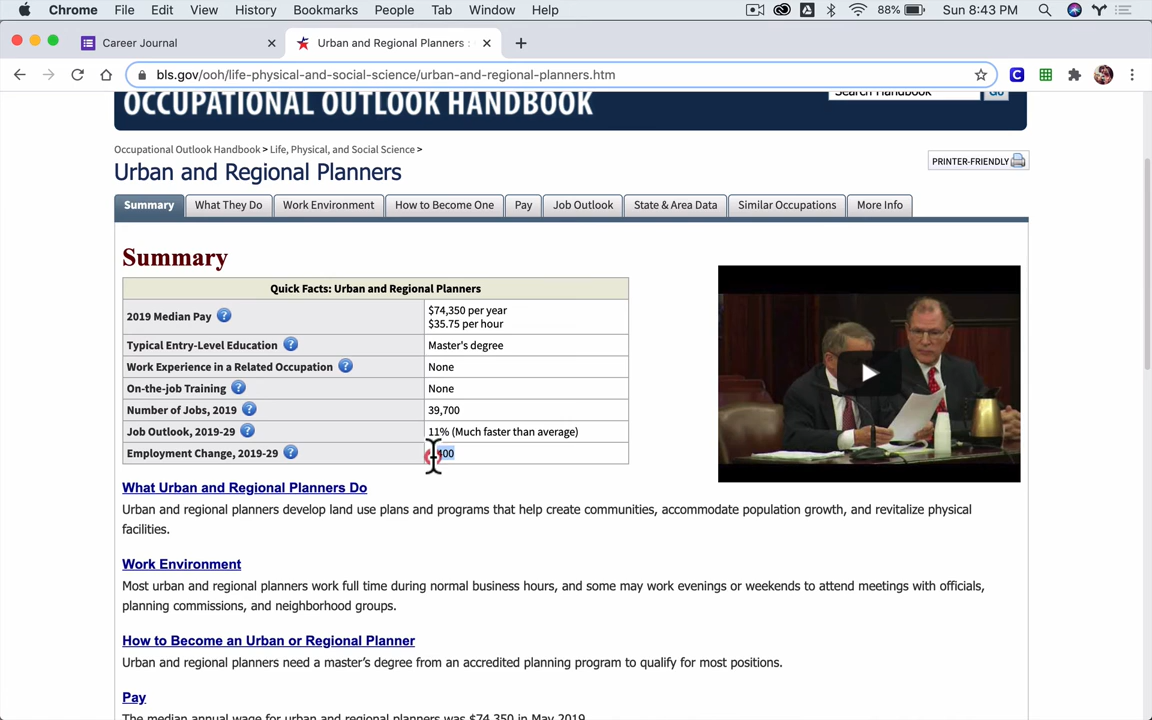 Chrome File Edit View History Bookmarks People Tab Window Help 88% Sun 8:43 PM
Career Journal Urban and Regional Planners :
bls.gov/ooh/life-physical-and-social-science/urban-and-regional-planners.htm
OCCUPATIONAL OUTLOOK HANDBOOK Search Handbook Go
Occupational Outlook Handbook > Life, Physical, and Social Science >
Urban and Regional Planners PRINTER-FRIENDLY
Summary What They Do Work Environment How to Become One Pay Job Outlook State & Area Data Similar Occupations More Info
Summary
Quick Facts: Urban and Regional Planners
2019 Median Pay ? $74,350 per year
$35.75 per hour
Typical Entry-Level Education ? Master's degree
Work Experience in a Related Occupation ? None
On-the-job Training ? None
Number of Jobs, 2019 ? 39,700
Job Outlook, 2019-29 ? 11% (Much faster than average)
Employment Change, 2019-29 ? 400
What Urban and Regional Planners Do
Urban and regional planners develop land use plans and programs that help create communities, accommodate population growth, and revitalize physical
facilities.
Work Environment
Most urban and regional planners work full time during normal business hours, and some may work evenings or weekends to attend meetings with officials,
planning commissions, and neighborhood groups.
How to Become an Urban or Regional Planner
Urban and regional planners need a master's degree from an accredited planning program to qualify for most positions.
Pay
The median annual wage for urban and regional planners was $74,350 in May 2019.